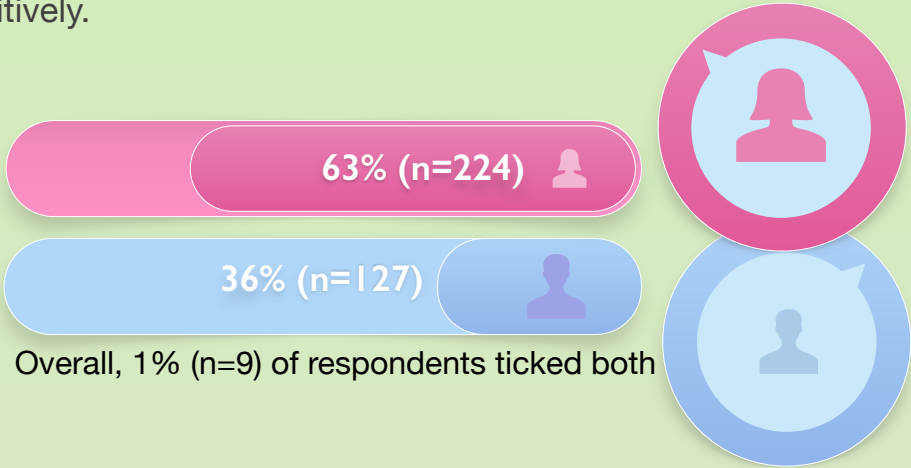 itively.
63% (n=224)
36% (n=127)
Overall, 1% (n=9) of respondents ticked both